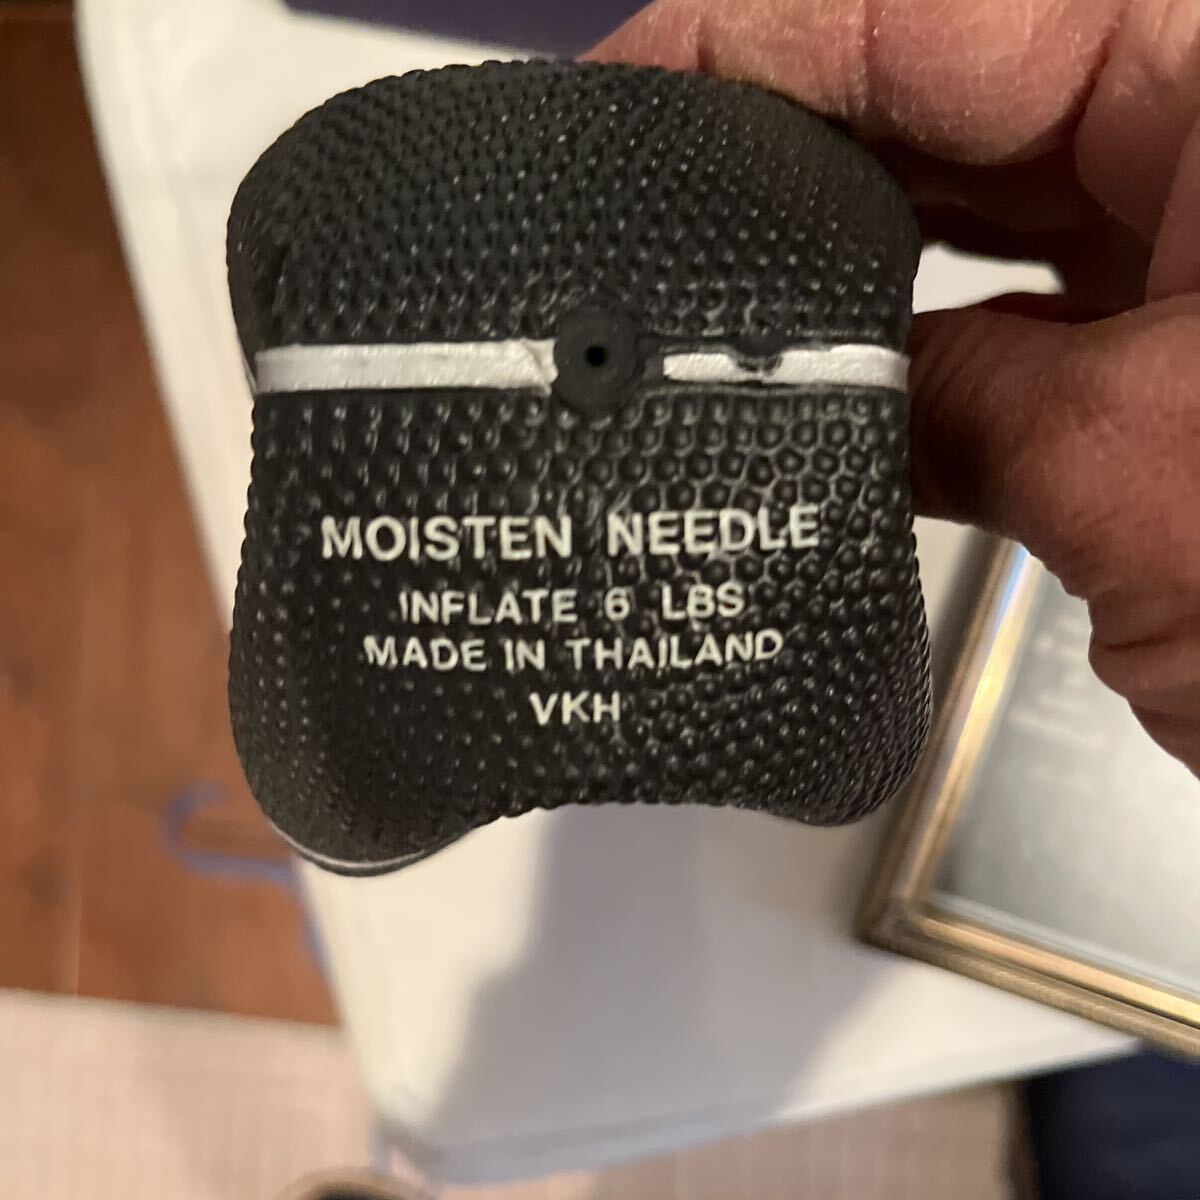 MOISTEN NEEDLE
INFLATE 6 LBS
MADE IN THAILAND
VKH